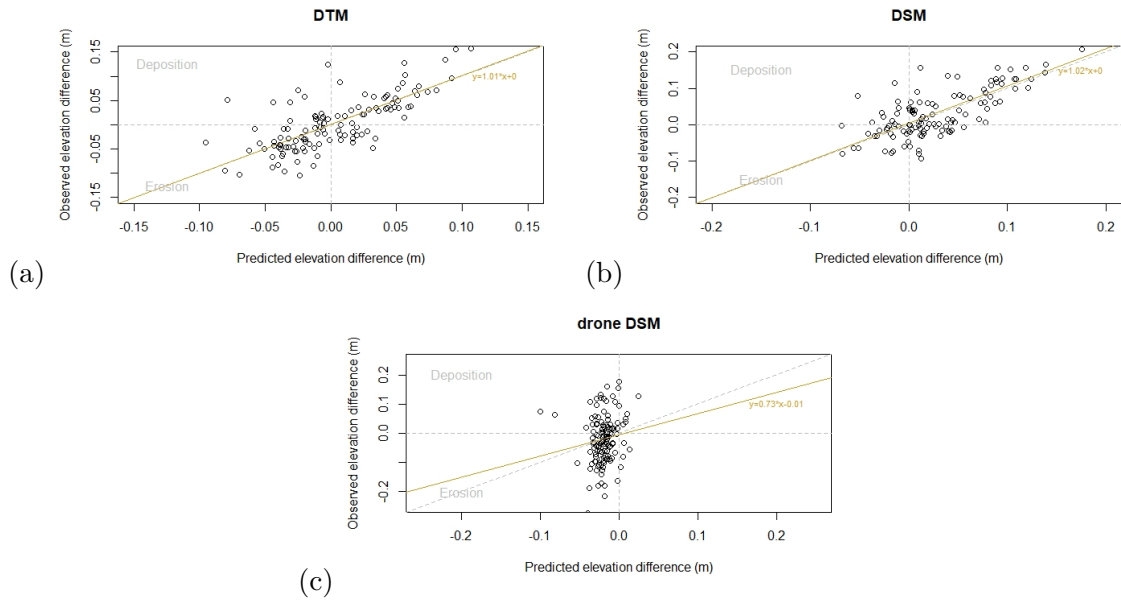 DTM
Observed elevation difference (m)
0.15
0.05
-0.05
-0.15
Deposition
Erosion
y=1.01*x+0
-0.15 -0.10 -0.05 0.00 0.05 0.10 0.15
Predicted elevation difference (m)
(a)
DSM
Observed elevation difference (m)
0.2
0.1
0.0
-0.1
-0.2
Deposition
Erosion
y=1.02*x+0
-0.2 -0.1 0.0 0.1 0.2
Predicted elevation difference (m)
(b)
drone DSM
Observed elevation difference (m)
0.2
0.1
0.0
-0.2
Deposition
Erosion
y=0.73*x-0.01
-0.2 -0.1 0.0 0.1 0.2
Predicted elevation difference (m)
(c)